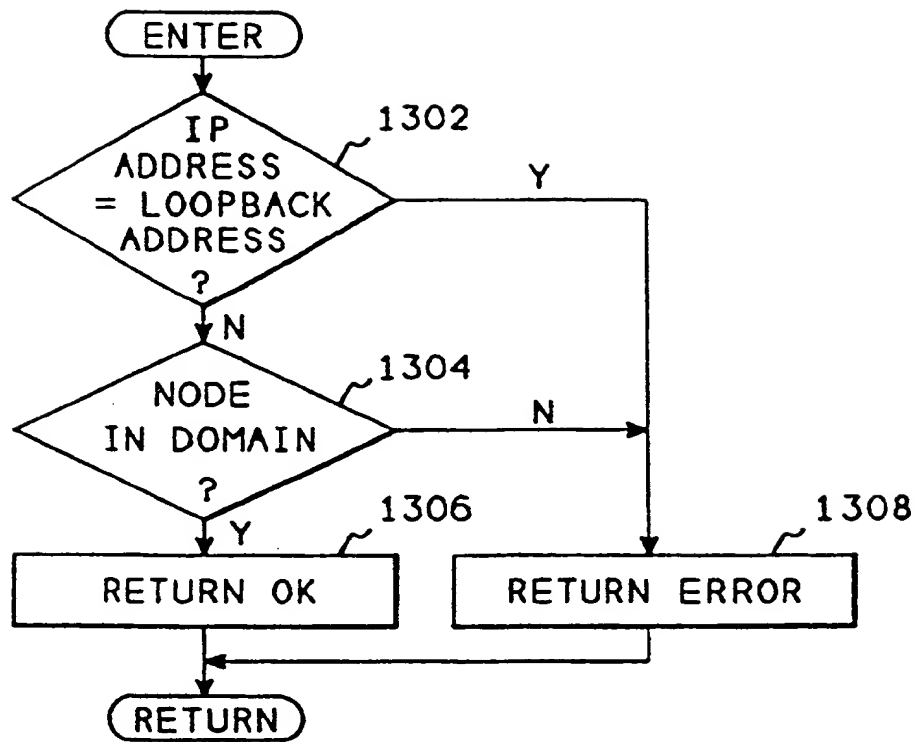 ENTER
1302
IP
ADDRESS
= LOOPBACK
ADDRESS
?
Y
N
1304
NODE
IN DOMAIN
?
N
Y
1306
RETURN OK
1308
RETURN ERROR
RETURN